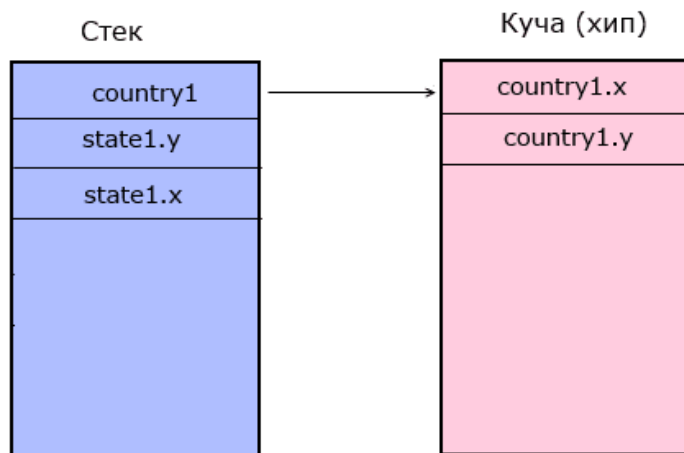 Стек
Куча (хип)
country1
country1.x
state1.y
country1.y
state1.x